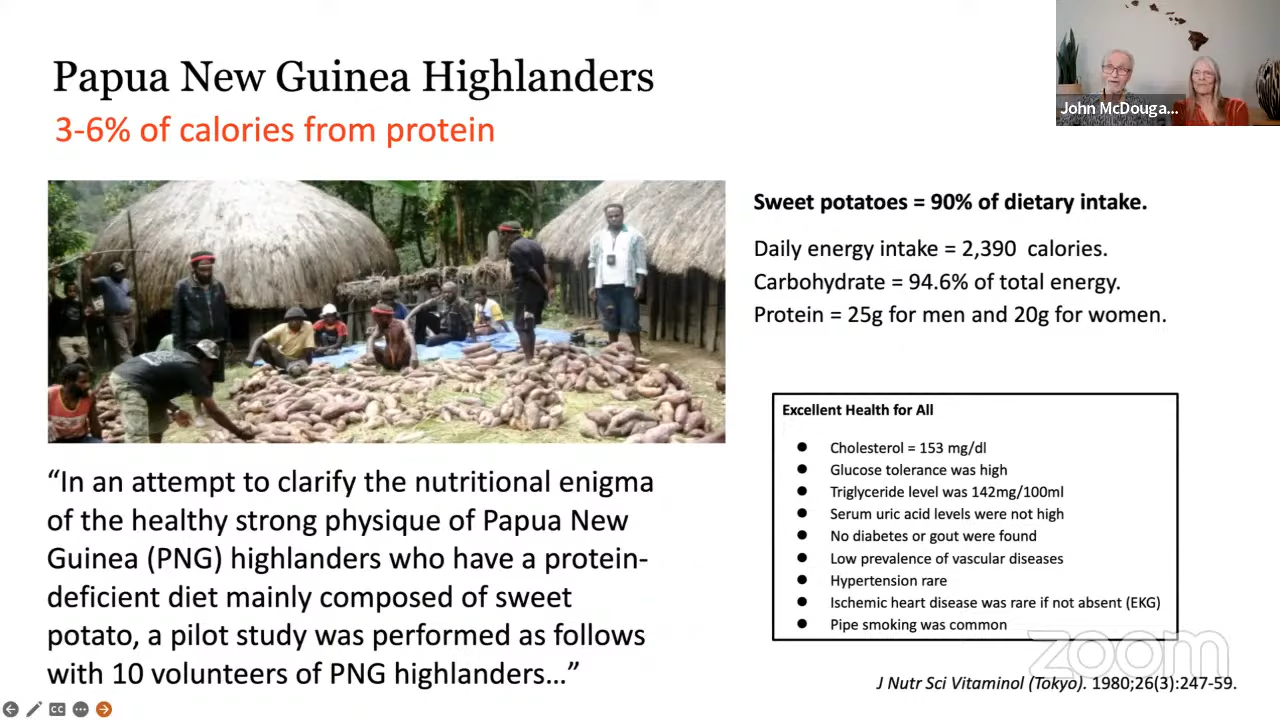 Papua New Guinea Highlanders
3-6% of calories from protein
John McDouga...
Sweet potatoes = 90% of dietary intake.
Daily energy intake = 2,390 calories.
Carbohydrate = 94.6% of total energy.
Protein = 25g for men and 20g for women.
Excellent Health for All
● Cholesterol = 153 mg/dl
● Glucose tolerance was high
● Triglyceride level was 142mg/100ml
● Serum uric acid levels were not high
● No diabetes or gout were found
● Low prevalence of vascular diseases
● Hypertension rare
● Ischemic heart disease was rare if not absent (EKG)
● Pipe smoking was common
“In an attempt to clarify the nutritional enigma
of the healthy strong physique of Papua New
Guinea (PNG) highlanders who have a protein-
deficient diet mainly composed of sweet
potato, a pilot study was performed as follows
with 10 volunteers of PNG highlanders…”
zoom
J Nutr Sci Vitaminol (Tokyo). 1980;26(3):247-59.
CC